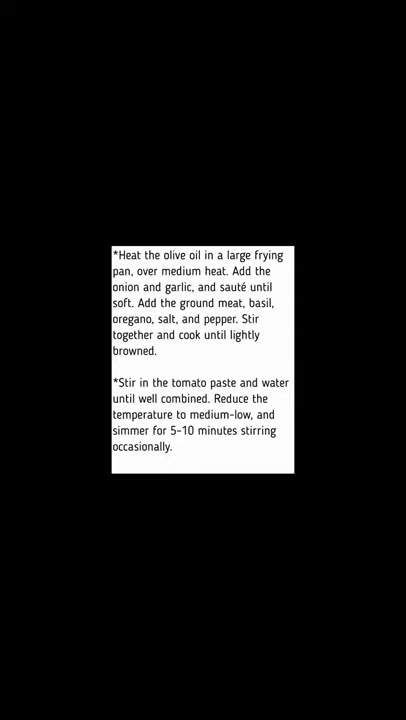 *Heat the olive oil in a large frying
pan, over medium heat. Add the
onion and garlic, and sauté until
soft. Add the ground meat, basil,
oregano, salt, and pepper. Stir
together and cook until lightly
browned.
*Stir in the tomato paste and water
until well combined. Reduce the
temperature to medium-low, and
simmer for 5-10 minutes stirring
occasionally.